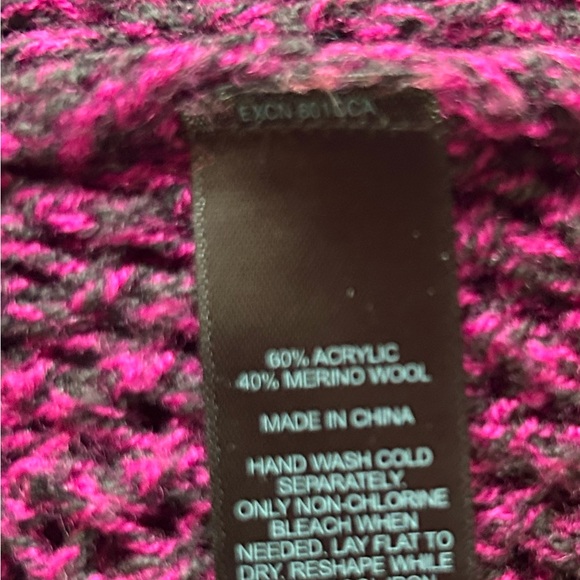 60% ACRYLIC
40% MERINO WOOL
MADE IN CHINA
HAND WASH COLD
SEPARATELY.
ONLY NON-CHLORINE
BLEACH WHEN
NEEDED. LAY FLAT TO
DRY. RESHAPE WHILE